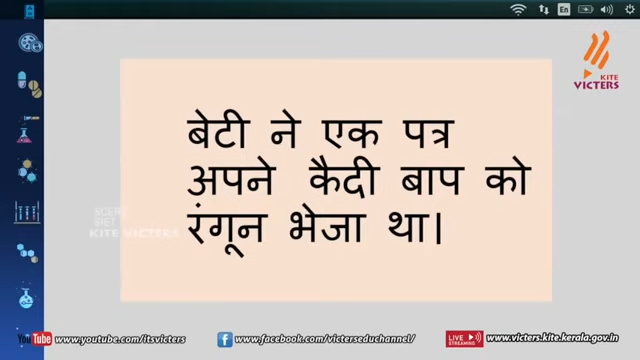 En
KITE
VICTERS
बेटी ने एक पत्र
अपने कैदी बाप को
रंगून भेजा था।
SCERT
SIET
KITE VICTERS
YouTube www.youtube.com/itsvicters
www.facebook.com/victerseduchannel/
LIVE STREAMING
www.victers.kite.kerala.gov.in